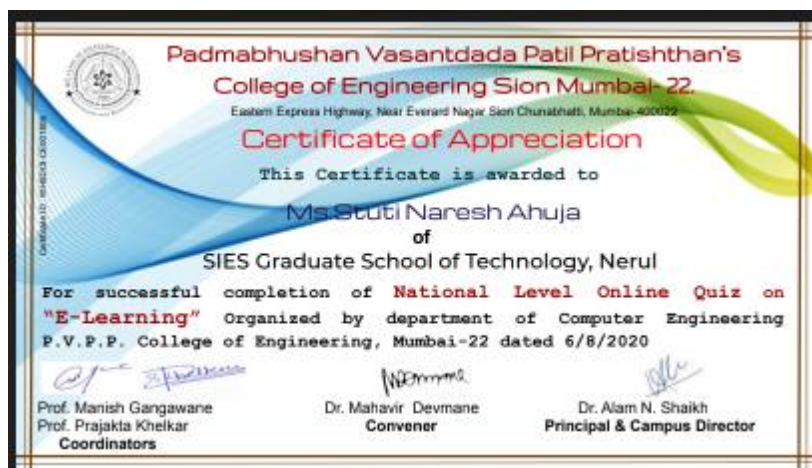 Padmabhushan Vasantdada Patil Pratishthan's
College of Engineering Sion Mumbai- 22.
Eastern Express Highway, Near Everard Nagar Sion Chunabhatti, Mumbai-400022
Certificate of Appreciation
This Certificate is awarded to
Ms.Stuti Naresh Ahuja
of
SIES Graduate School of Technology, Nerul
For successful completion of National Level Online Quiz on
"E-Learning" Organized by department of Computer Engineering
P.V.P.P. College of Engineering, Mumbai-22 dated 6/8/2020
Prof. Manish Gangawane
Prof. Prajakta Khelkar
Coordinators
Dr. Mahavir Devmane
Convener
Dr. Alam N. Shaikh
Principal & Campus Director
Certificate ID